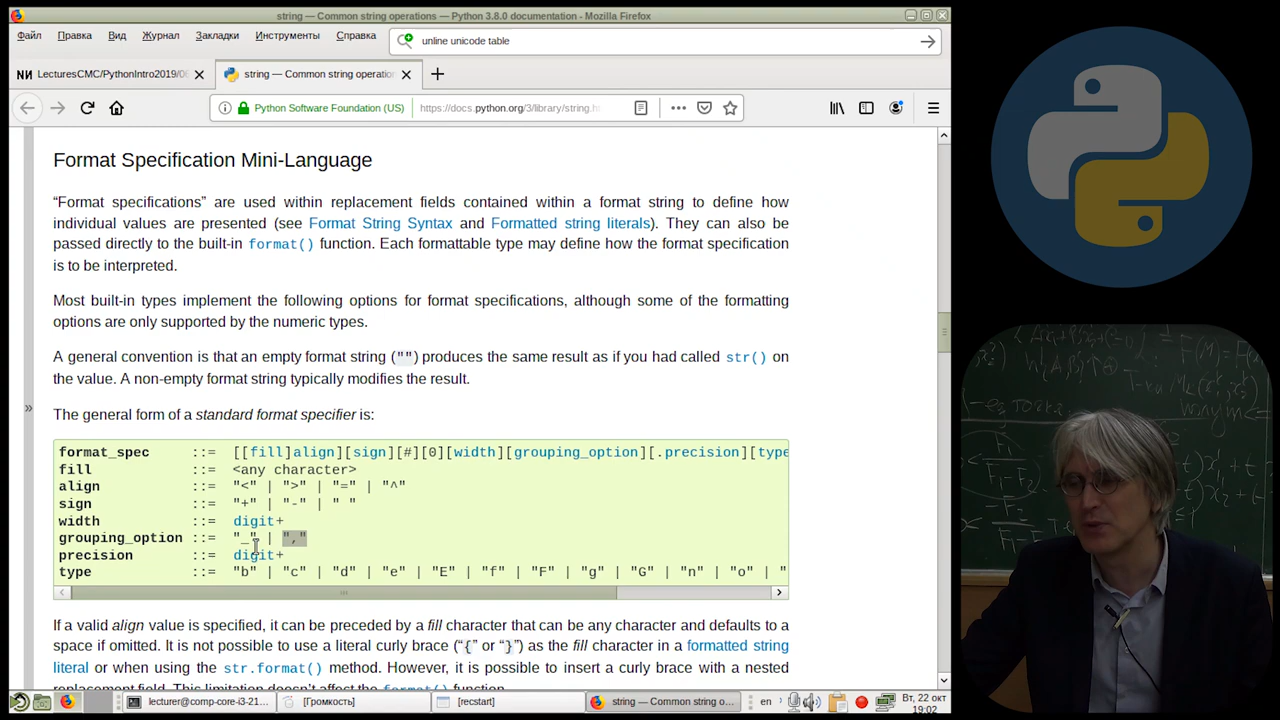 string — Common string operations — Python 3.8.0 documentation - Mozilla Firefox
Файл Правка Вид Журнал Закладки Инструменты Справка unline unicode table
LecturesCMC/PythonIntro2019/0 string — Common string operation
Python Software Foundation (US) https://docs.python.org/3/library/string.h
Format Specification Mini-Language
“Format specifications” are used within replacement fields contained within a format string to define how
individual values are presented (see Format String Syntax and Formatted string literals). They can also be
passed directly to the built-in format() function. Each formattable type may define how the format specification
is to be interpreted.
Most built-in types implement the following options for format specifications, although some of the formatting
options are only supported by the numeric types.
A general convention is that an empty format string ("") produces the same result as if you had called str() on
the value. A non-empty format string typically modifies the result.
The general form of a standard format specifier is:
format_spec ::= [[fill]align][sign][#][0][width][grouping_option][.precision][type
fill ::= <any character>
align ::= "<" | ">" | "=" | "^"
sign ::= "+" | "-" | " "
width ::= digit+
grouping_option ::= "_" | ","
precision ::= digit+
type ::= "b" | "c" | "d" | "e" | "E" | "f" | "F" | "g" | "G" | "n" | "o" | "
If a valid align value is specified, it can be preceded by a fill character that can be any character and defaults to a
space if omitted. It is not possible to use a literal curly brace (“{” or “}”) as the fill character in a formatted string
literal or when using the str.format() method. However, it is possible to insert a curly brace with a nested
replacement field. This limitation doesn't affect the format() function.
lecturer@comp-core-i3-21... [Громкость] [recstart] string — Common string o... en Вт, 22 окт
19:02